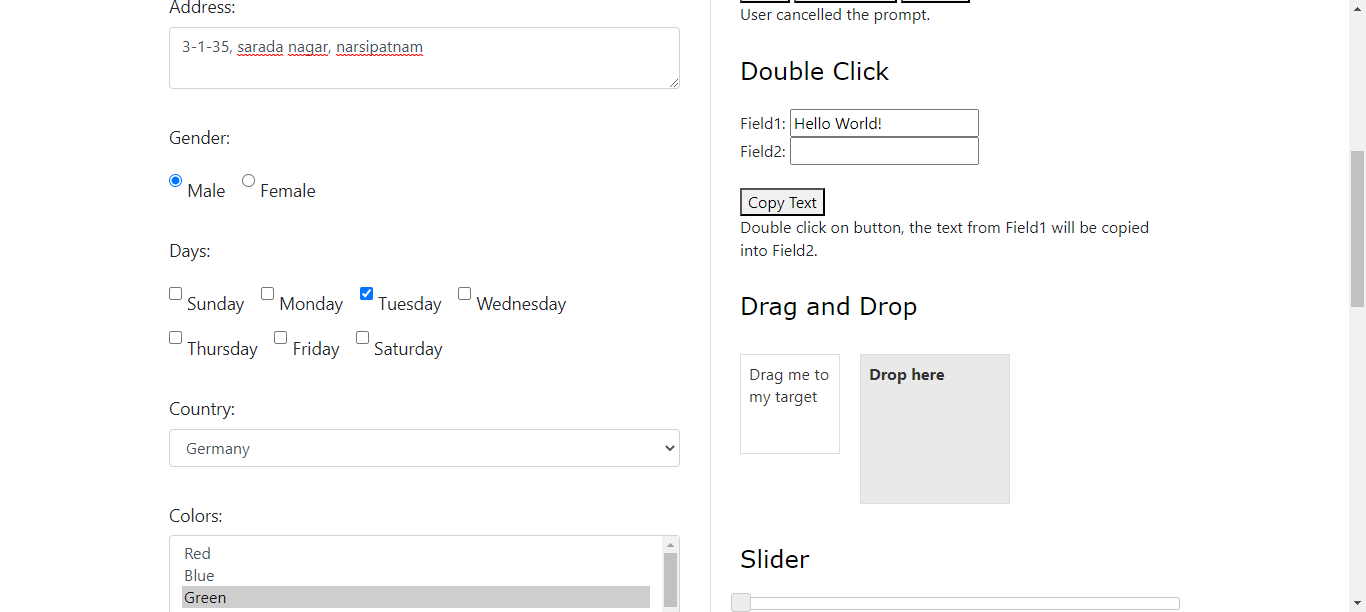 Address:
3-1-35, sarada nagar, narsipatnam
Gender:
Male Female
Days:
Sunday Monday Tuesday Wednesday
Thursday Friday Saturday
Country:
Germany
Colors:
Red
Blue
Green
User cancelled the prompt.
Double Click
Field1: Hello World!
Field2:
Copy Text
Double click on button, the text from Field1 will be copied
into Field2.
Drag and Drop
Drag me to
my target
Drop here
Slider